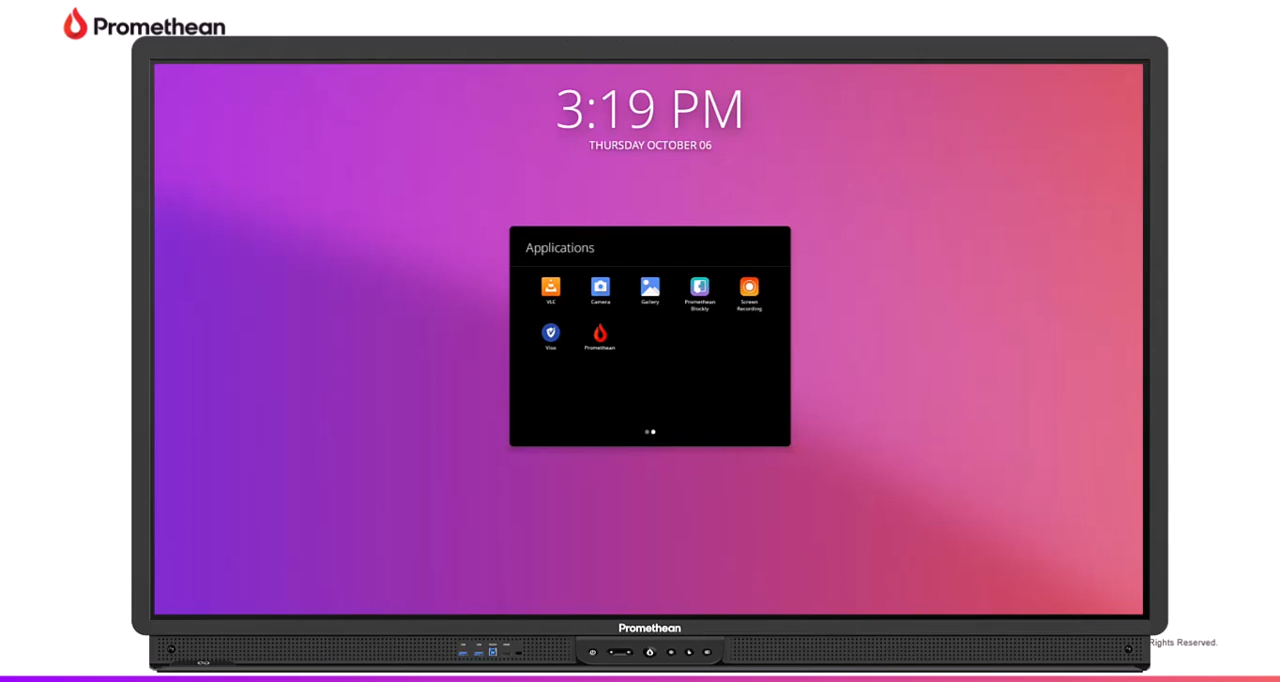 Promethean
3:19 PM
THURSDAY OCTOBER 06
Applications
VLC
Camera
Gallery
Promethean
Blockly
Screen
Recording
Viso
Promethean
Promethean
Rights Reserved.